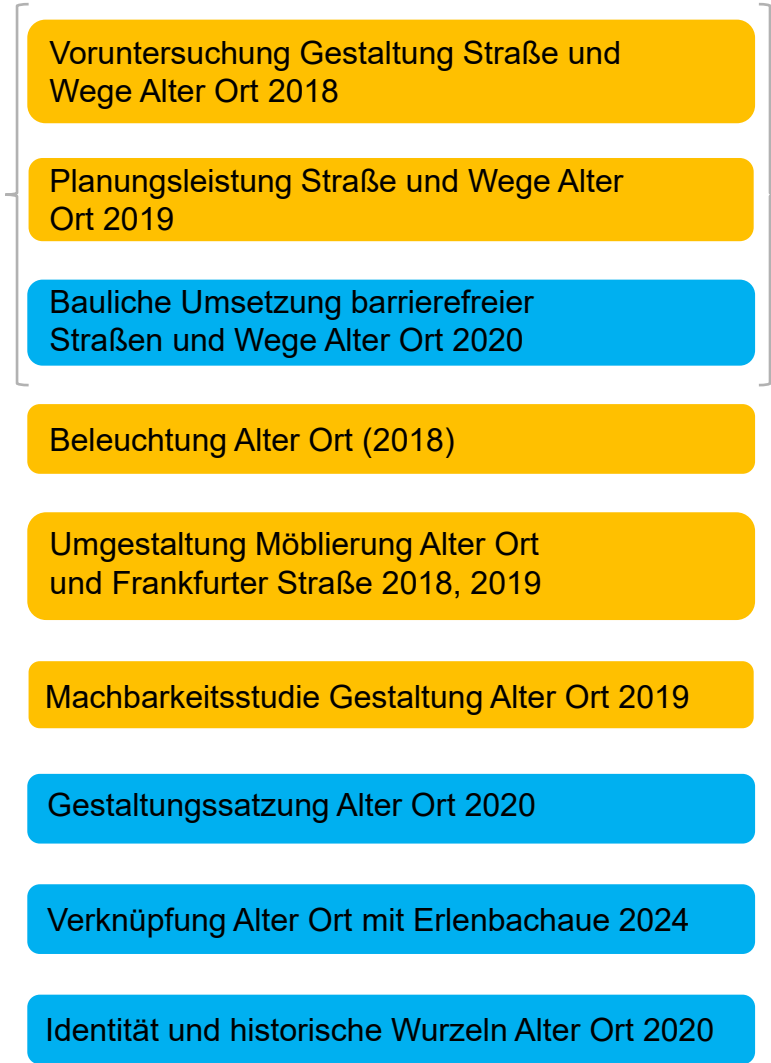 Voruntersuchung Gestaltung Straße und
Wege Alter Ort 2018
Planungsleistung Straße und Wege Alter
Ort 2019
Bauliche Umsetzung barrierefreier
Straßen und Wege Alter Ort 2020
Beleuchtung Alter Ort (2018)
Umgestaltung Möblierung Alter Ort
und Frankfurter Straße 2018, 2019
Machbarkeitsstudie Gestaltung Alter Ort 2019
Gestaltungssatzung Alter Ort 2020
Verknüpfung Alter Ort mit Erlenbachaue 2024
Identität und historische Wurzeln Alter Ort 2020